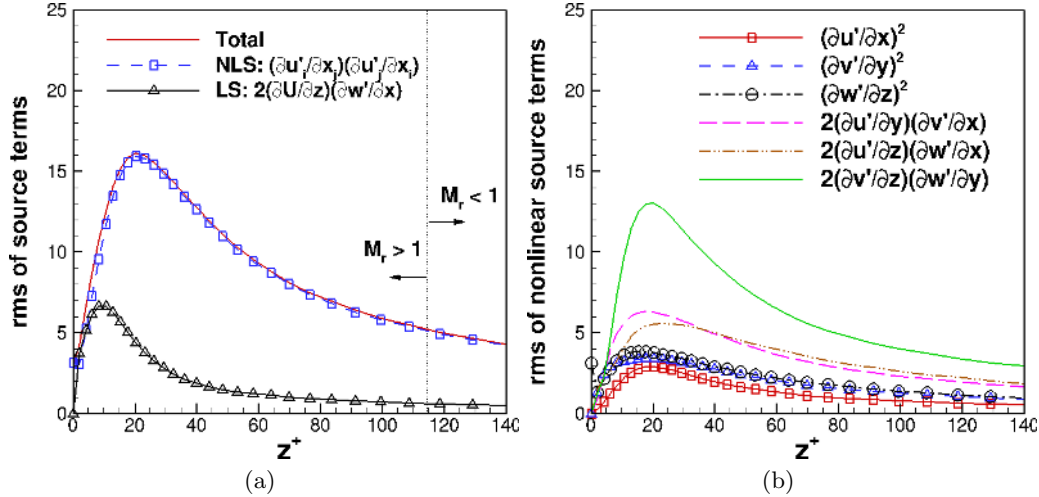 25
20
15
10
5
0
0 20 40 60 80 100 120 140
rms of source terms
z⁺
Total
NLS: (∂u'ᵢ/∂xⱼ)(∂u'ⱼ/∂xᵢ)
LS: 2(∂U/∂z)(∂w'/∂x)
Mᵣ < 1
Mᵣ > 1
(a)
25
20
15
10
5
0
0 20 40 60 80 100 120 140
rms of nonlinear source terms
z⁺
(∂u'/∂x)²
(∂v'/∂y)²
(∂w'/∂z)²
2(∂u'/∂y)(∂v'/∂x)
2(∂u'/∂z)(∂w'/∂x)
2(∂v'/∂z)(∂w'/∂y)
(b)